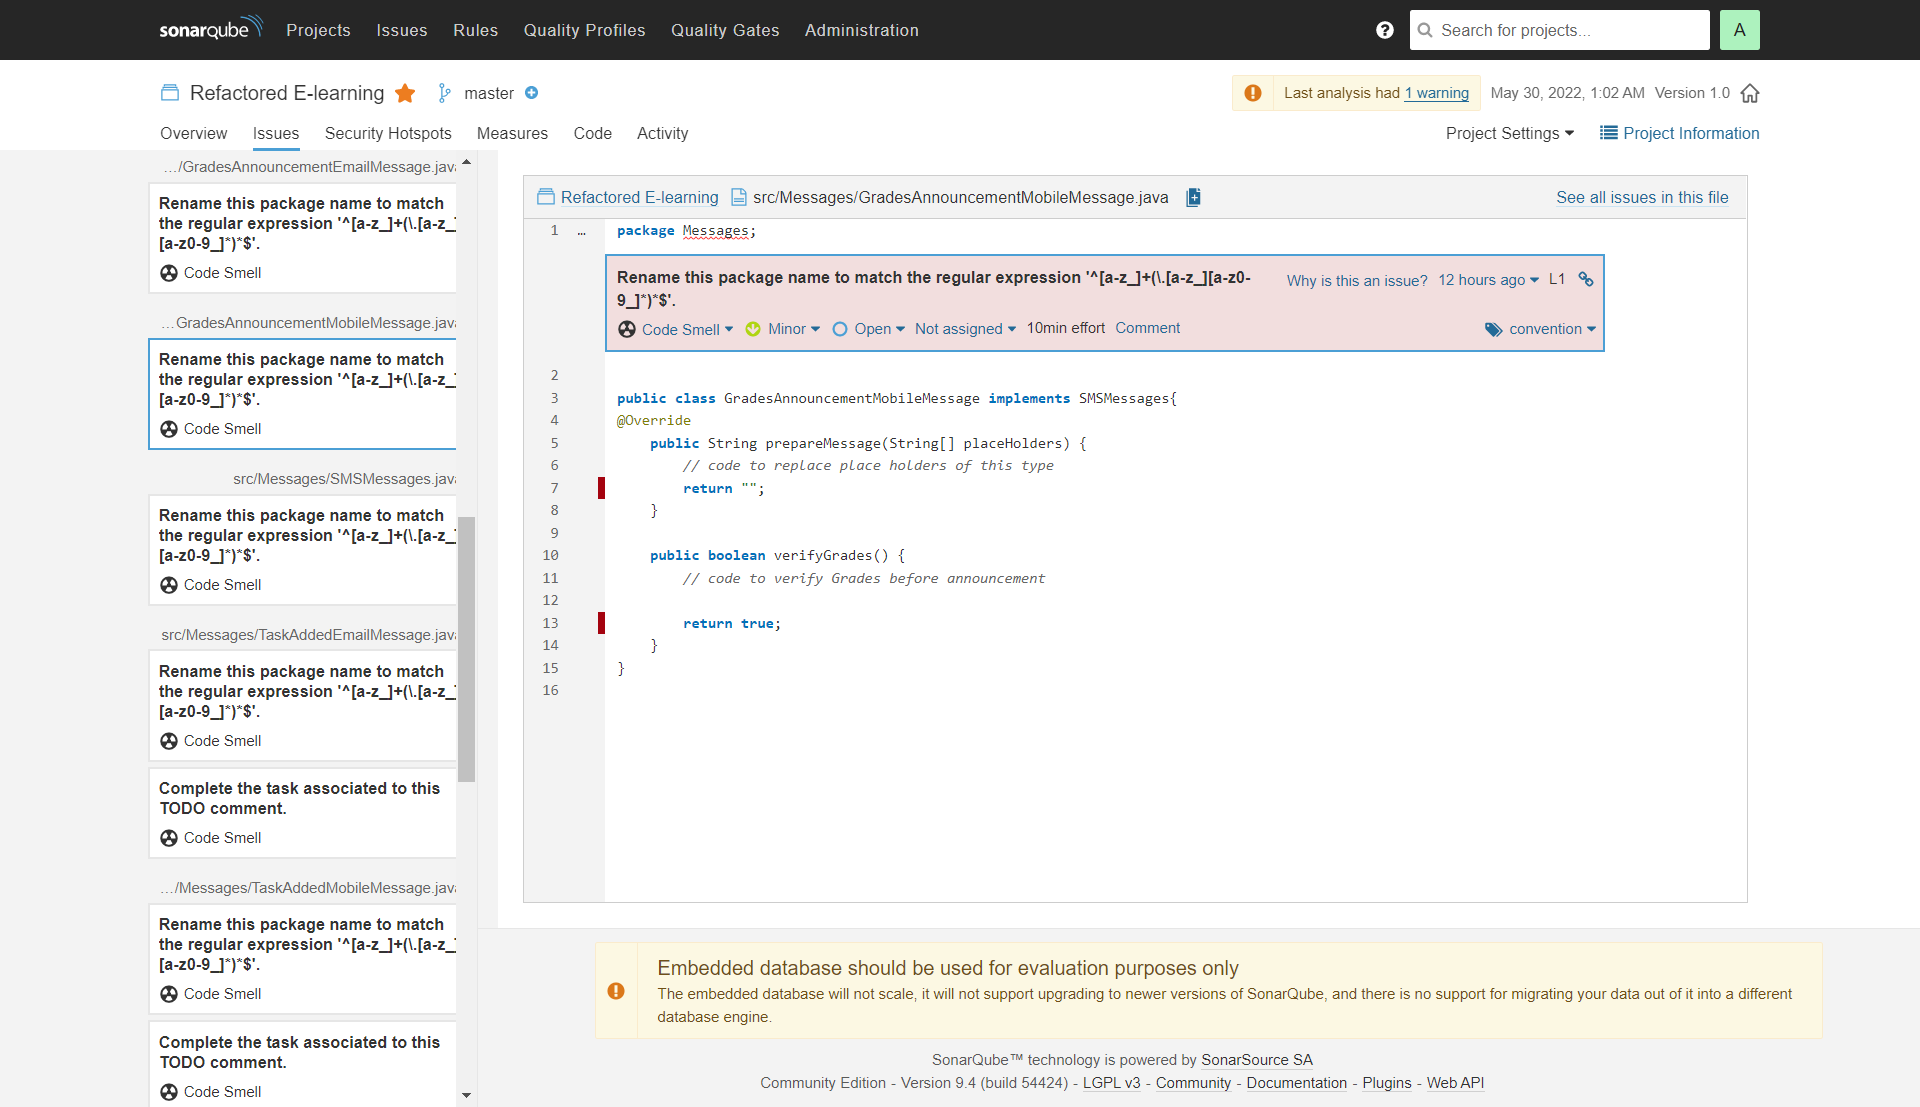 sonarqube Projects Issues Rules Quality Profiles Quality Gates Administration ? Search for projects... A
Refactored E-learning master Last analysis had 1 warning May 30, 2022, 1:02 AM Version 1.0
Overview Issues Security Hotspots Measures Code Activity Project Settings Project Information
…/GradesAnnouncementEmailMessage.java
Rename this package name to match
the regular expression '^[a-z_]+(\.[a-z_]
[a-z0-9_]*)*$'.
Code Smell
…GradesAnnouncementMobileMessage.java
Rename this package name to match
the regular expression '^[a-z_]+(\.[a-z_]
[a-z0-9_]*)*$'.
Code Smell
src/Messages/SMSMessages.java
Rename this package name to match
the regular expression '^[a-z_]+(\.[a-z_]
[a-z0-9_]*)*$'.
Code Smell
src/Messages/TaskAddedEmailMessage.java
Rename this package name to match
the regular expression '^[a-z_]+(\.[a-z_]
[a-z0-9_]*)*$'.
Code Smell
Complete the task associated to this
TODO comment.
Code Smell
…/Messages/TaskAddedMobileMessage.java
Rename this package name to match
the regular expression '^[a-z_]+(\.[a-z_]
[a-z0-9_]*)*$'.
Code Smell
Complete the task associated to this
TODO comment.
Code Smell
Refactored E-learning src/Messages/GradesAnnouncementMobileMessage.java See all issues in this file
1 … package Messages;
Rename this package name to match the regular expression '^[a-z_]+(\.[a-z_][a-z0-
9_]*)*$'.
Why is this an issue? 12 hours ago L1
Code Smell Minor Open Not assigned 10min effort Comment convention
2
3 public class GradesAnnouncementMobileMessage implements SMSMessages{
4 @Override
5 public String prepareMessage(String[] placeHolders) {
6 // code to replace place holders of this type
7 return "";
8 }
9
10 public boolean verifyGrades() {
11 // code to verify Grades before announcement
12
13 return true;
14 }
15 }
16
Embedded database should be used for evaluation purposes only
The embedded database will not scale, it will not support upgrading to newer versions of SonarQube, and there is no support for migrating your data out of it into a different
database engine.
SonarQube™ technology is powered by SonarSource SA
Community Edition - Version 9.4 (build 54424) - LGPL v3 - Community - Documentation - Plugins - Web API